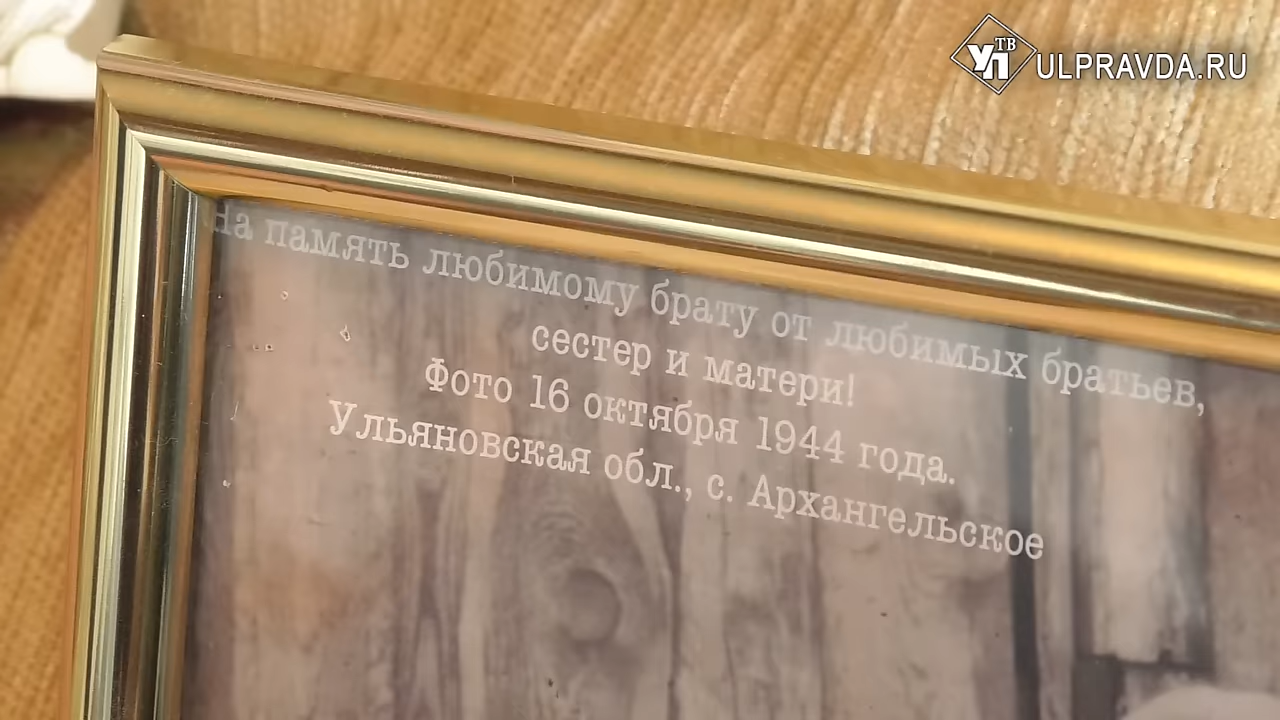 УП ТВ ULPRAVDA.RU
На память любимому брату от любимых братьев,
сестер и матери!
Фото 16 октября 1944 года.
Ульяновская обл., с. Архангельское